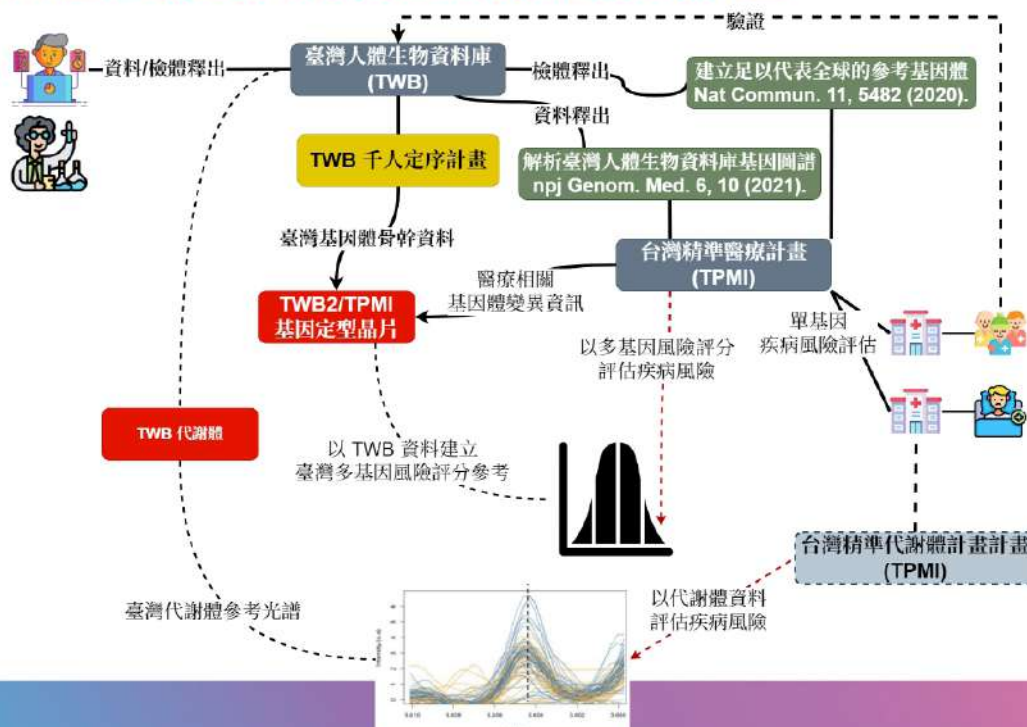 驗證
資料/檢體釋出
臺灣人體生物資料庫
(TWB)
檢體釋出
建立足以代表全球的參考基因體
Nat Commun. 11, 5482 (2020).
資料釋出
TWB 千人定序計畫
解析臺灣人體生物資料庫基因圖譜
npj Genom. Med. 6, 10 (2021).
臺灣基因體骨幹資料
台灣精準醫療計畫
(TPMI)
醫療相關
基因體變異資訊
TWB2/TPMI
基因定型晶片
單基因
疾病風險評估
以多基因風險評分
評估疾病風險
TWB 代謝體
以 TWB 資料建立
臺灣多基因風險評分參考
台灣精準代謝體計畫計畫
(TPMI)
臺灣代謝體參考光譜
以代謝體資料
評估疾病風險